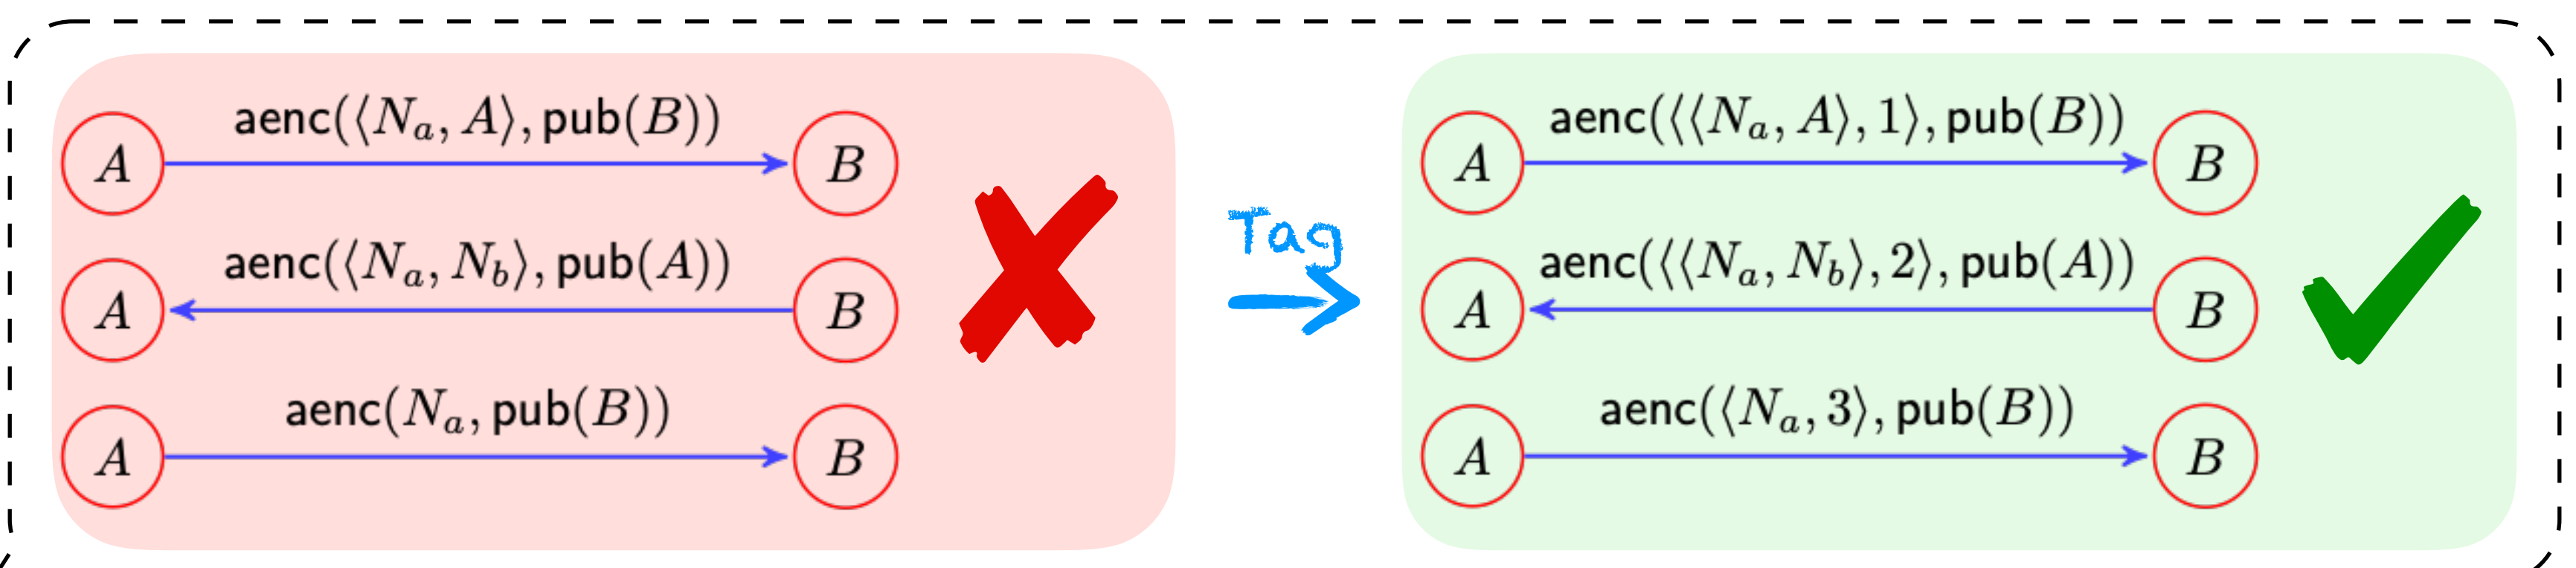 aenc(⟨N_a, A⟩, pub(B))
A B
aenc(⟨N_a, N_b⟩, pub(A))
A B
aenc(N_a, pub(B))
A B
Tag
aenc(⟨⟨N_a, A⟩, 1⟩, pub(B))
A B
aenc(⟨⟨N_a, N_b⟩, 2⟩, pub(A))
A B
aenc(⟨N_a, 3⟩, pub(B))
A B